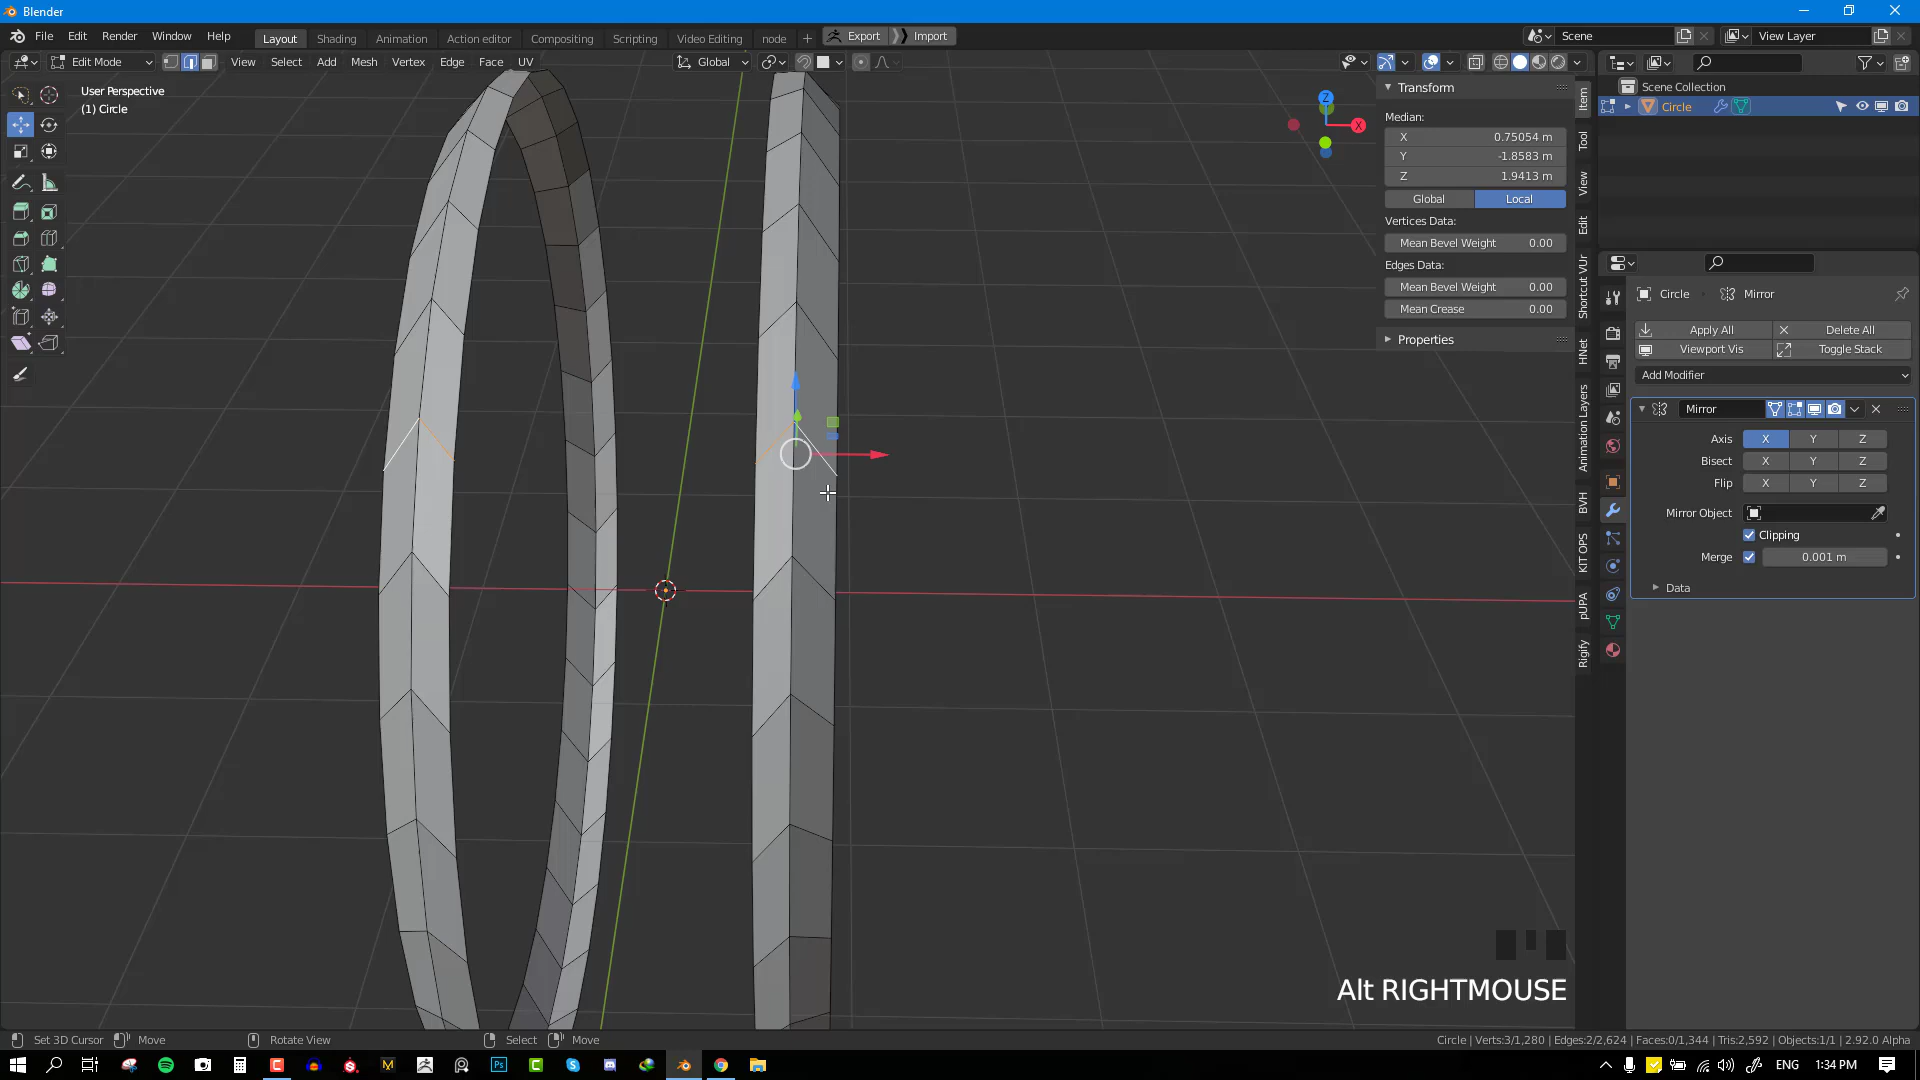 Blender
File Edit Render Window Help
Layout Shading Animation Action editor Compositing Scripting Video Editing node + Export Import
Scene
View Layer
Edit Mode View Select Add Mesh Vertex Edge Face UV
Global
User Perspective
(1) Circle
Z
X
Transform
Median:
X 0.75054 m
Y -1.8583 m
Z 1.9413 m
Global Local
Vertices Data:
Mean Bevel Weight 0.00
Edges Data:
Mean Bevel Weight 0.00
Mean Crease 0.00
Properties
Item
Tool
View
Edit
Shortcut VUr
HNet
Animation Layers
BVH
KIT OPS
pUPA
Rigify
Scene Collection
Circle
Circle Mirror
Apply All Delete All
Viewport Vis Toggle Stack
Add Modifier
Mirror
Axis X Y Z
Bisect X Y Z
Flip X Y Z
Mirror Object
Clipping
Merge 0.001 m
Data
Alt RIGHTMOUSE
Set 3D Cursor Move Rotate View Select Move
Circle | Verts:3/1,280 | Edges:2/2,624 | Faces:0/1,344 | Tris:2,592 | Objects:1/1 | 2.92.0 Alpha
ENG 1:34 PM